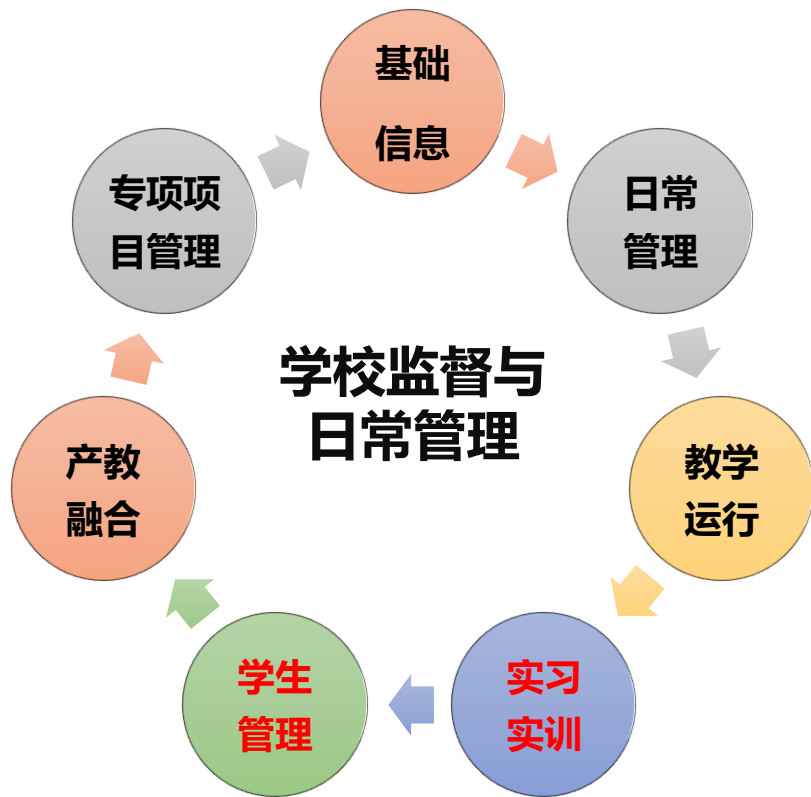 基础
信息
日常
管理
教学
运行
实习
实训
学生
管理
产教
融合
专项项
目管理
学校监督与
日常管理